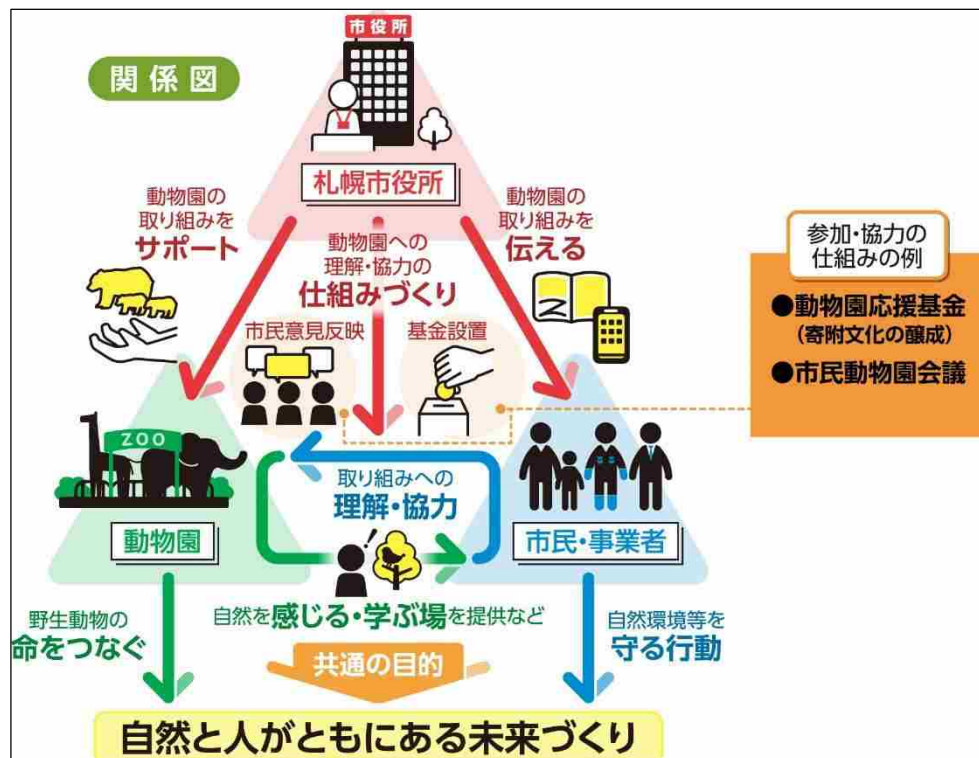 市役所
関係図
札幌市役所
動物園の
取り組みを
サポート
動物園への
理解・協力の
仕組みづくり
動物園の
取り組みを
伝える
市民意見反映
基金設置
参加・協力の
仕組みの例
●動物園応援基金
(寄附文化の醸成)
●市民動物園会議
ZOO
動物園
取り組みへの
理解・協力
市民・事業者
自然を感じる・学ぶ場を提供など
野生動物の
命をつなぐ
共通の目的
自然環境等を
守る行動
自然と人がともにある未来づくり